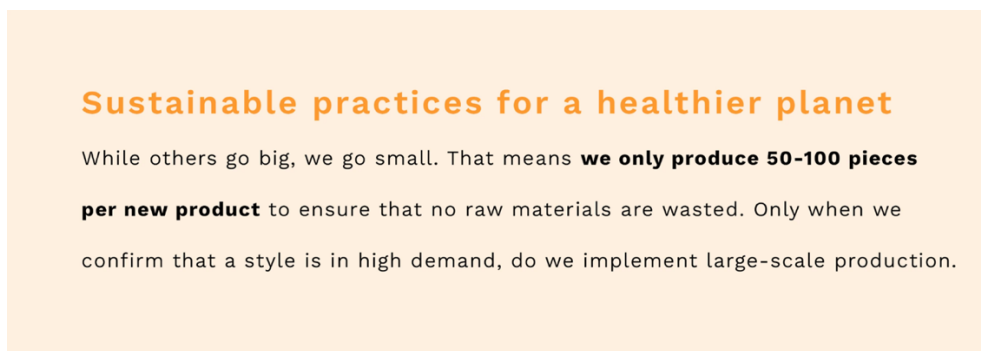 Sustainable practices for a healthier planet
While others go big, we go small. That means we only produce 50-100 pieces
per new product to ensure that no raw materials are wasted. Only when we
confirm that a style is in high demand, do we implement large-scale production.